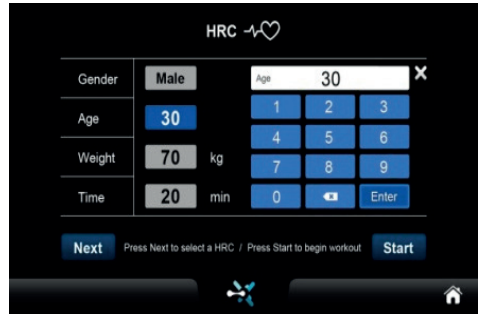 HRC
Gender Male
Age 30
Weight 70 kg
Time 20 min
Age 30
1 2 3
4 5 6
7 8 9
0 Enter
Next Press Next to select a HRC / Press Start to begin workout Start